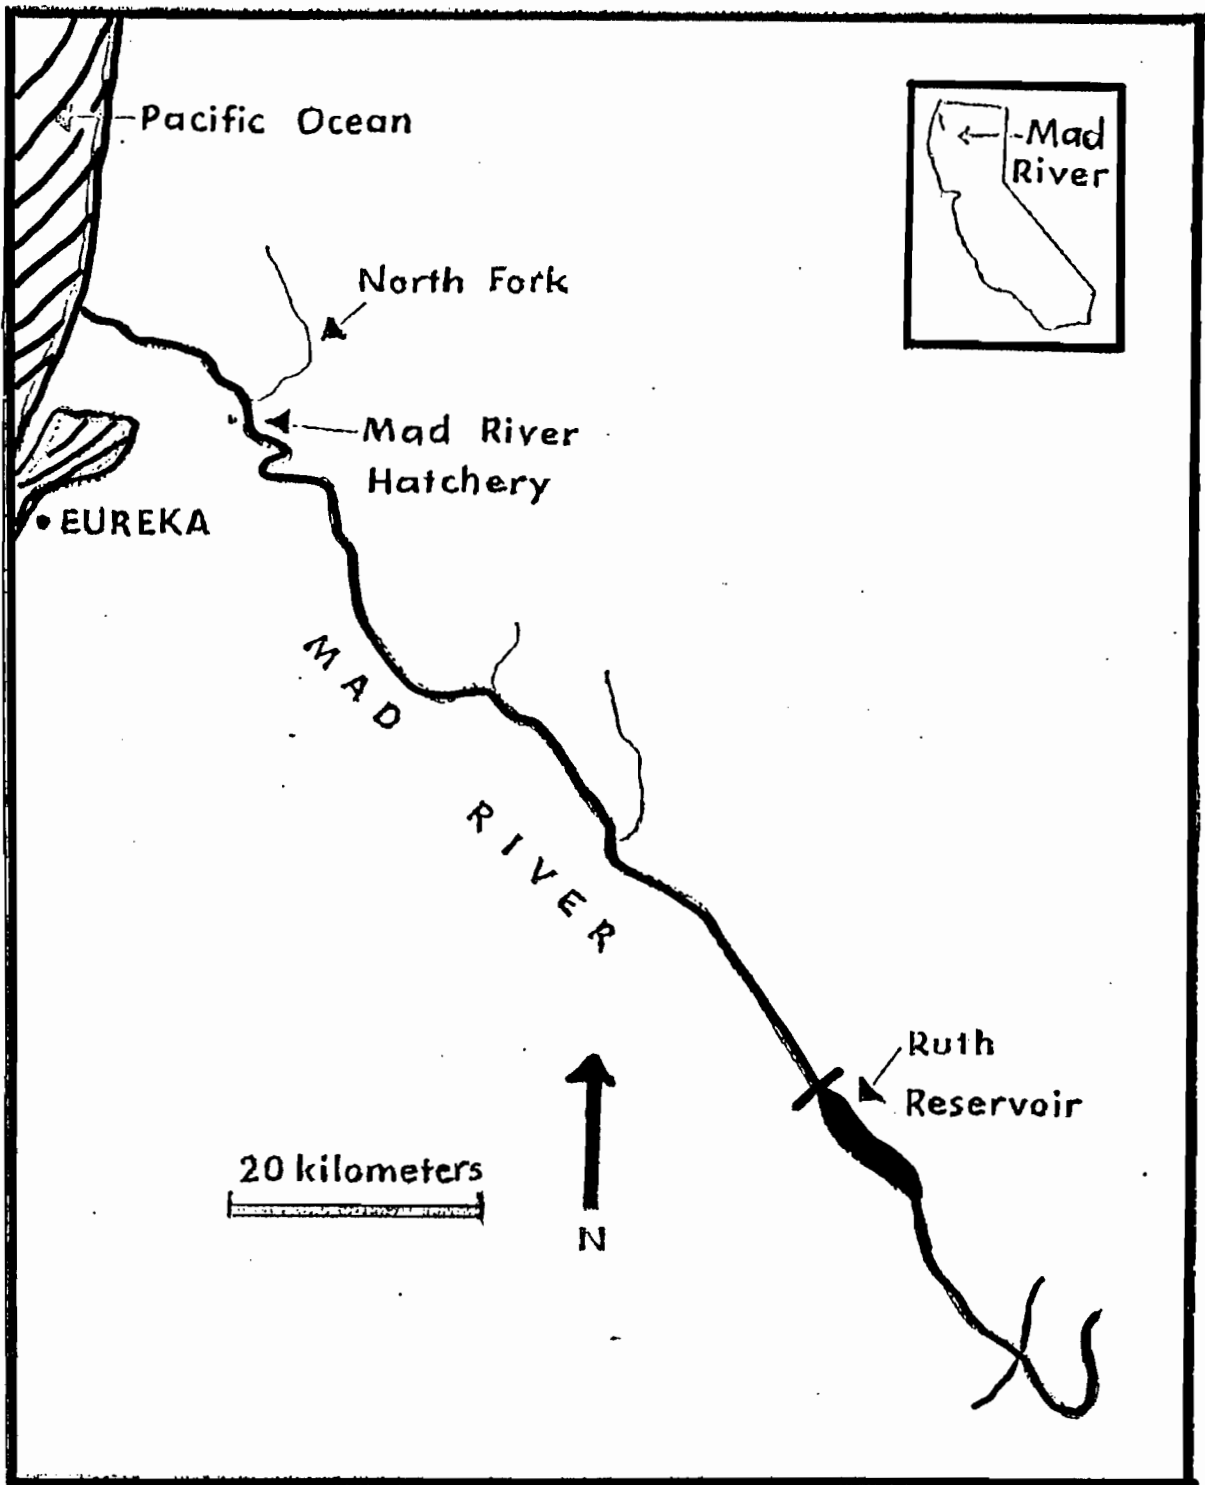 Pacific Ocean
Mad
River
North Fork
Mad River
Hatchery
EUREKA
MAD
RIVER
Ruth
Reservoir
20 kilometers
N